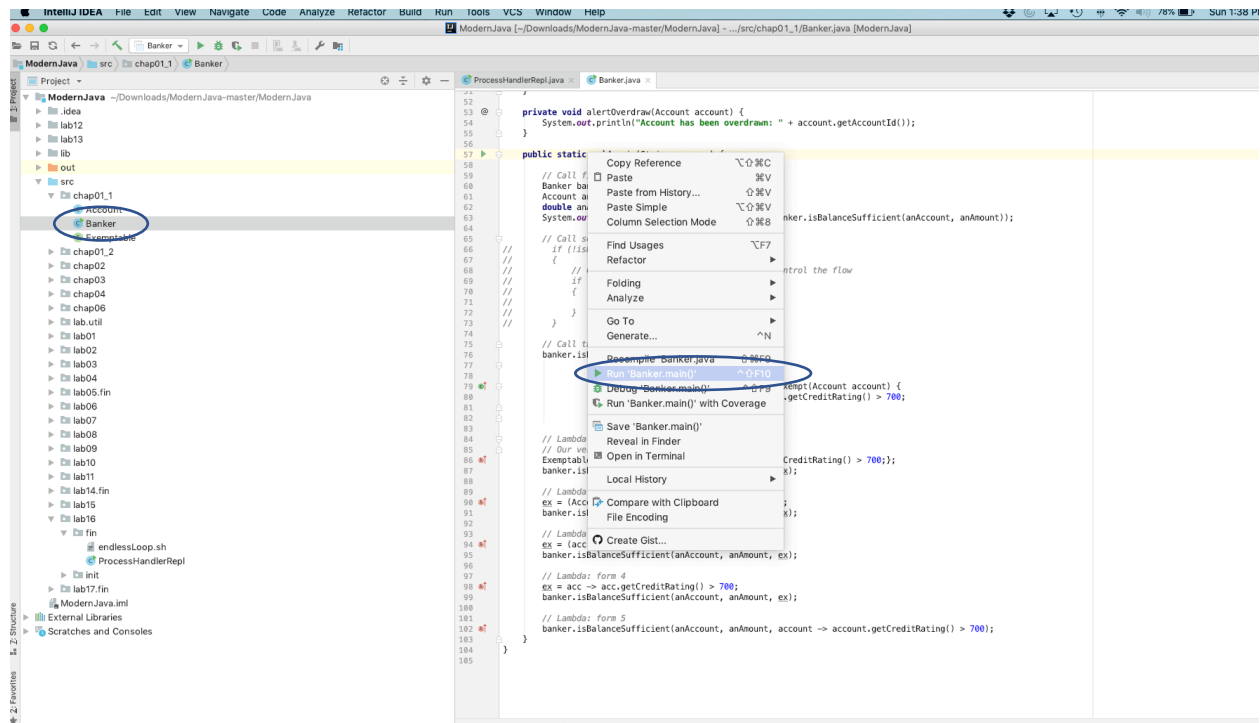 IntelliJ IDEA File Edit View Navigate Code Analyze Refactor Build Run Tools VCS Window Help 78% Sun 1:38 P
ModernJava [~/Downloads/ModernJava-master/ModernJava] - .../src/chap01_1/Banker.java [ModernJava]
Banker
ModernJava src chap01_1 Banker
1: Project
Project
ModernJava ~/Downloads/ModernJava-master/ModernJava
.idea
lab12
lab13
lib
out
src
chap01_1
Account
Banker
Exemptable
chap01_2
chap02
chap03
chap04
chap06
lab.util
lab01
lab02
lab03
lab04
lab05.fin
lab06
lab07
lab08
lab09
lab10
lab11
lab14.fin
lab15
lab16
fin
endlessLoop.sh
ProcessHandlerRepl
init
lab17.fin
ModernJava.iml
External Libraries
Scratches and Consoles
Z: Structure
2: Favorites
ProcessHandlerRepl.java Banker.java
51 }
52
53 @ private void alertOverdraw(Account account) {
54 System.out.println("Account has been overdrawn: " + account.getAccountId());
55 }
56
57 public static
58
59 // Call f
60 Banker ba
61 Account a
62 double an
63 System.ou nker.isBalanceSufficient(anAccount, anAmount));
64
65 // Call s
66 // if (!is
67 // {
68 // // ntrol the flow
69 // if
70 // {
71 //
72 // }
73 // }
74
75 // Call t
76 banker.is
77
78
79 xempt(Account account) {
80 .getCreditRating() > 700;
81
82
83
84 // Lambda
85 // Our ve
86 Exemptabl CreditRating() > 700;};
87 banker.is x);
88
89 // Lambda
90 ex = (Acc ;
91 banker.is x);
92
93 // Lambda
94 ex = (acc
95 banker.isBalanceSufficient(anAccount, anAmount, ex);
96
97 // Lambda: form 4
98 ex = acc -> acc.getCreditRating() > 700;
99 banker.isBalanceSufficient(anAccount, anAmount, ex);
100
101 // Lambda: form 5
102 banker.isBalanceSufficient(anAccount, anAmount, account -> account.getCreditRating() > 700);
103 }
104 }
105
Copy Reference ⌥⇧⌘C
Paste ⌘V
Paste from History... ⇧⌘V
Paste Simple ⌥⇧⌘V
Column Selection Mode ⇧⌘8
Find Usages ⌥F7
Refactor
Folding
Analyze
Go To
Generate... ^N
Recompile 'Banker.java' ⇧⌘F9
Run 'Banker.main()' ^⇧F10
Debug 'Banker.main()' ^⇧F9
Run 'Banker.main()' with Coverage
Save 'Banker.main()'
Reveal in Finder
Open in Terminal
Local History
Compare with Clipboard
File Encoding
Create Gist...